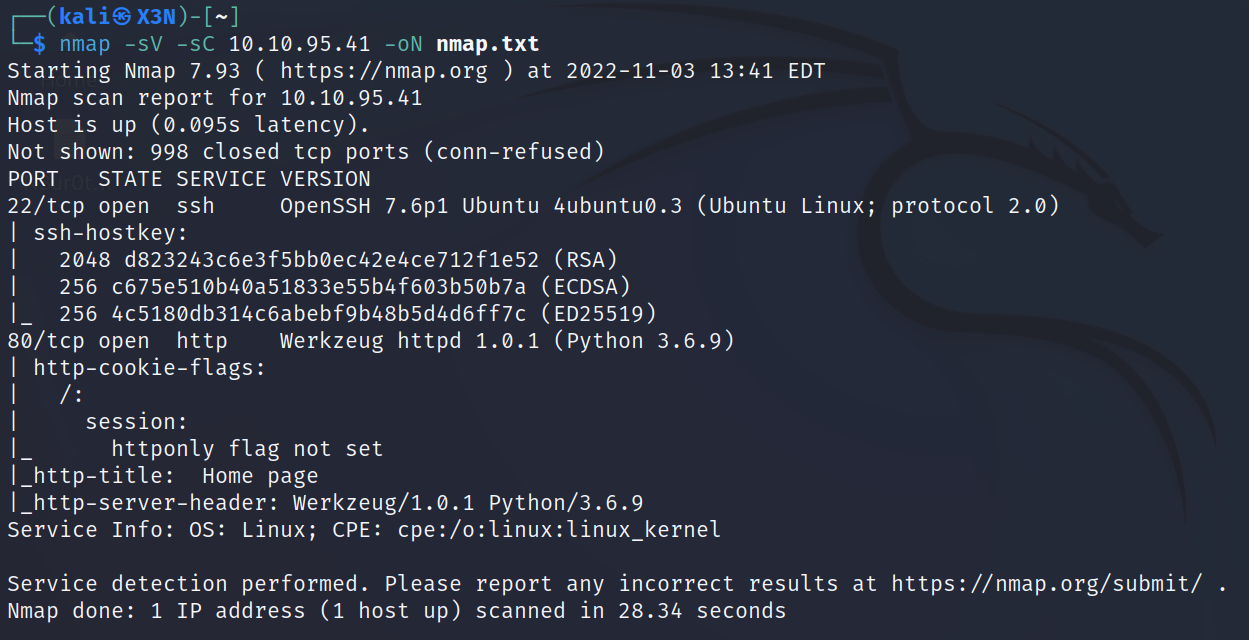 ┌──(kali㉿X3N)-[~]
└─$ nmap -sV -sC 10.10.95.41 -oN nmap.txt
Starting Nmap 7.93 ( https://nmap.org ) at 2022-11-03 13:41 EDT
Nmap scan report for 10.10.95.41
Host is up (0.095s latency).
Not shown: 998 closed tcp ports (conn-refused)
PORT   STATE SERVICE VERSION
22/tcp open  ssh     OpenSSH 7.6p1 Ubuntu 4ubuntu0.3 (Ubuntu Linux; protocol 2.0)
| ssh-hostkey:
|   2048 d823243c6e3f5bb0ec42e4ce712f1e52 (RSA)
|   256 c675e510b40a51833e55b4f603b50b7a (ECDSA)
|_  256 4c5180db314c6abebf9b48b5d4d6ff7c (ED25519)
80/tcp open  http    Werkzeug httpd 1.0.1 (Python 3.6.9)
| http-cookie-flags:
|   /:
|     session:
|_      httponly flag not set
|_http-title:  Home page
|_http-server-header: Werkzeug/1.0.1 Python/3.6.9
Service Info: OS: Linux; CPE: cpe:/o:linux:linux_kernel

Service detection performed. Please report any incorrect results at https://nmap.org/submit/ .
Nmap done: 1 IP address (1 host up) scanned in 28.34 seconds